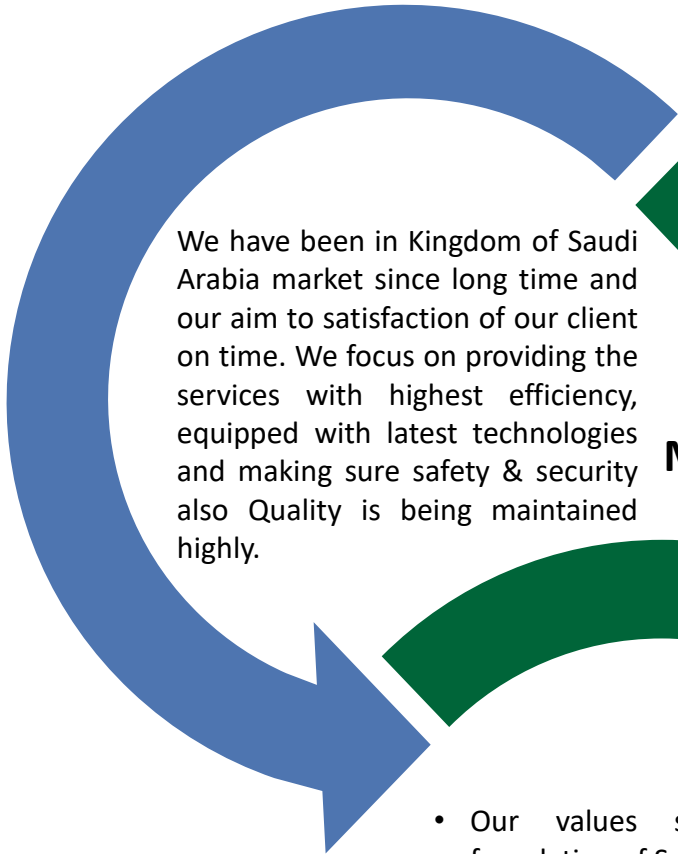 We have been in Kingdom of Saudi
Arabia market since long time and
our aim to satisfaction of our client
on time. We focus on providing the
services with highest efficiency,
equipped with latest technologies
and making sure safety & security
also Quality is being maintained
highly.
• Our values